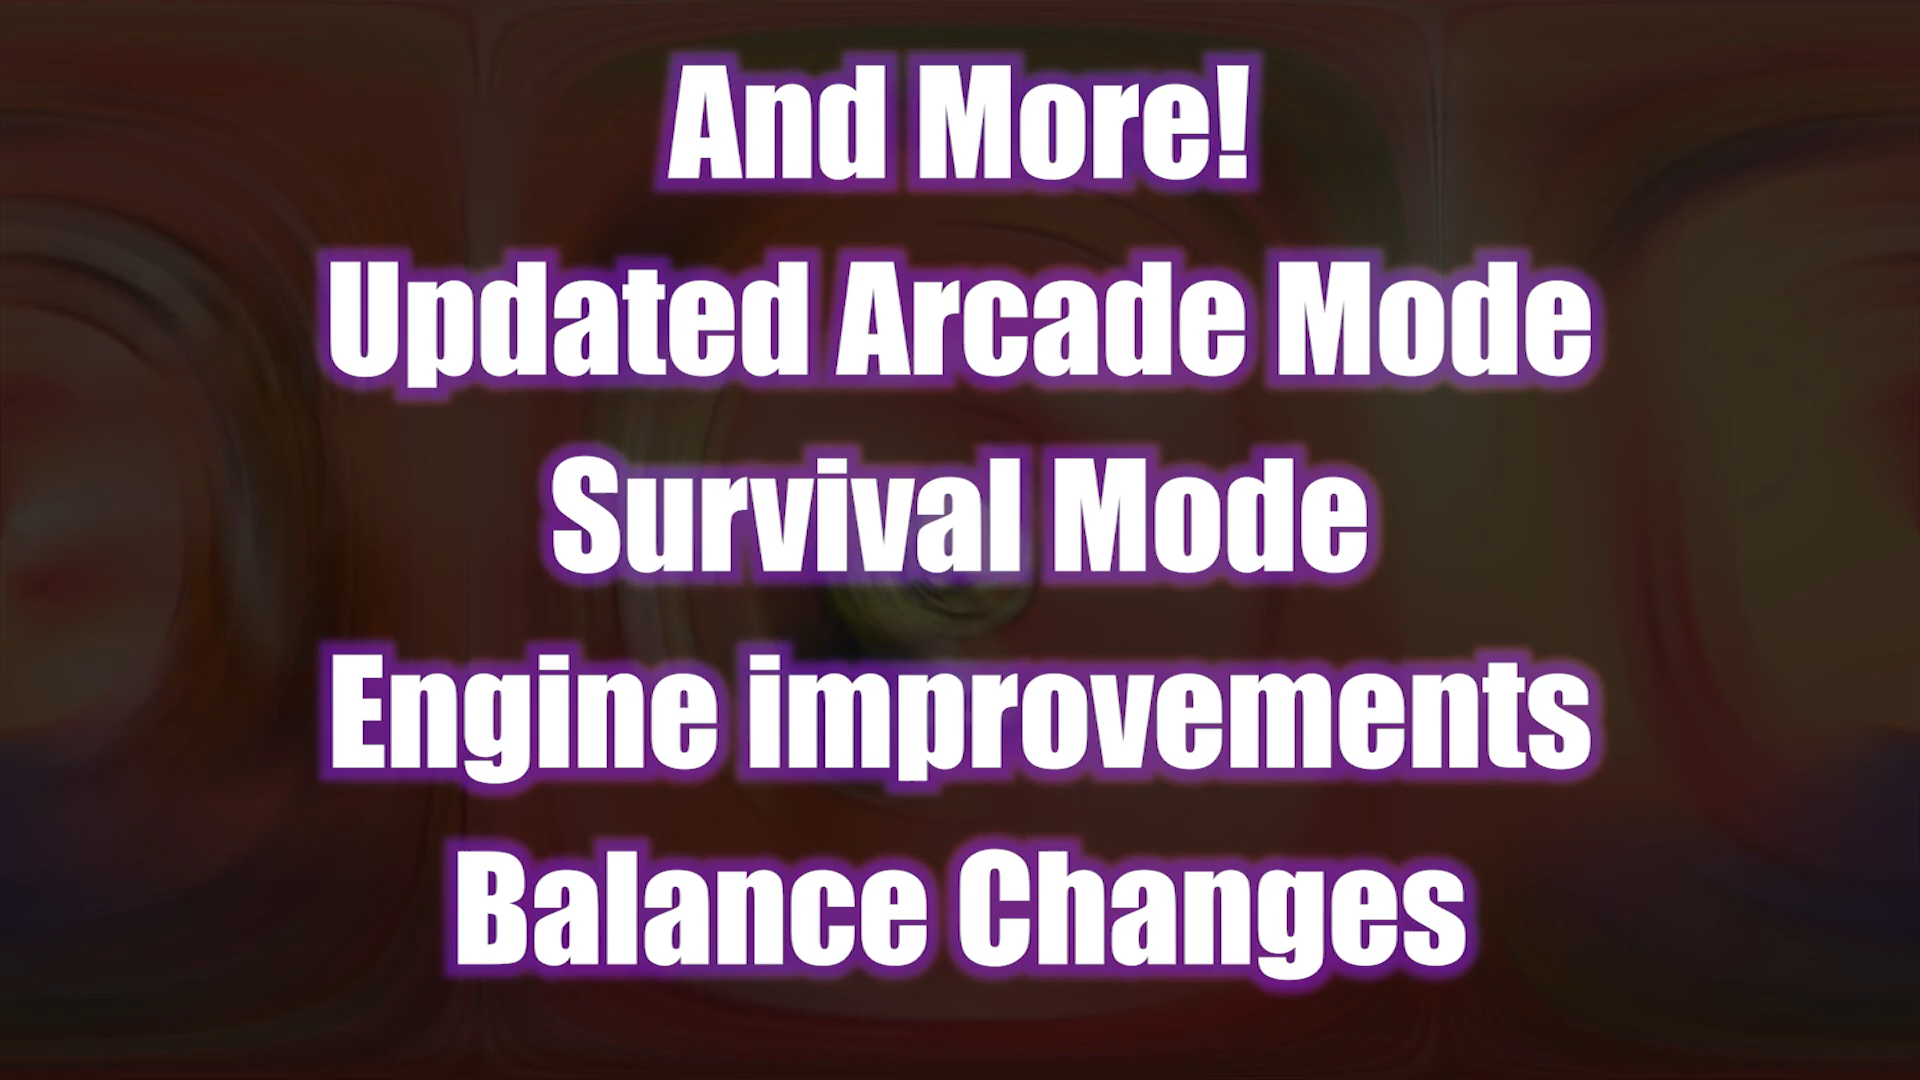 And More!
Updated Arcade Mode
Survival Mode
Engine improvements
Balance Changes